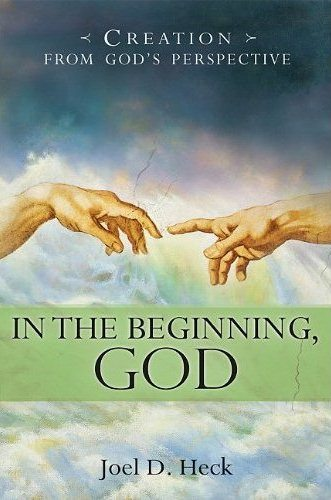 CREATION
FROM GOD'S PERSPECTIVE
IN THE BEGINNING,
GOD
Joel D. Heck